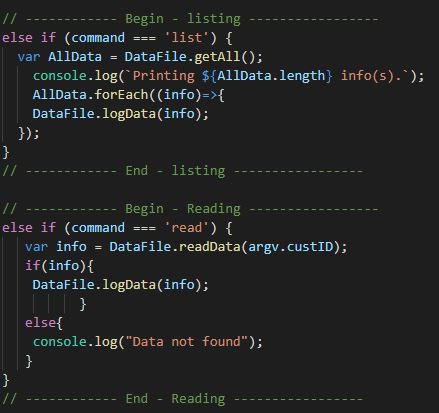 // ------------ Begin - listing -----------------
else if (command === 'list') {
var AllData = DataFile.getAll();
console.log(`Printing ${AllData.length} info(s).`);
AllData.forEach((info)=>{
DataFile.logData(info);
});
}
// ------------ End - listing -----------------
// ------------ Begin - Reading -----------------
else if (command === 'read') {
var info = DataFile.readData(argv.custID);
if(info){
DataFile.logData(info);
}
else{
console.log("Data not found");
}
}
// ------------ End - Reading -----------------